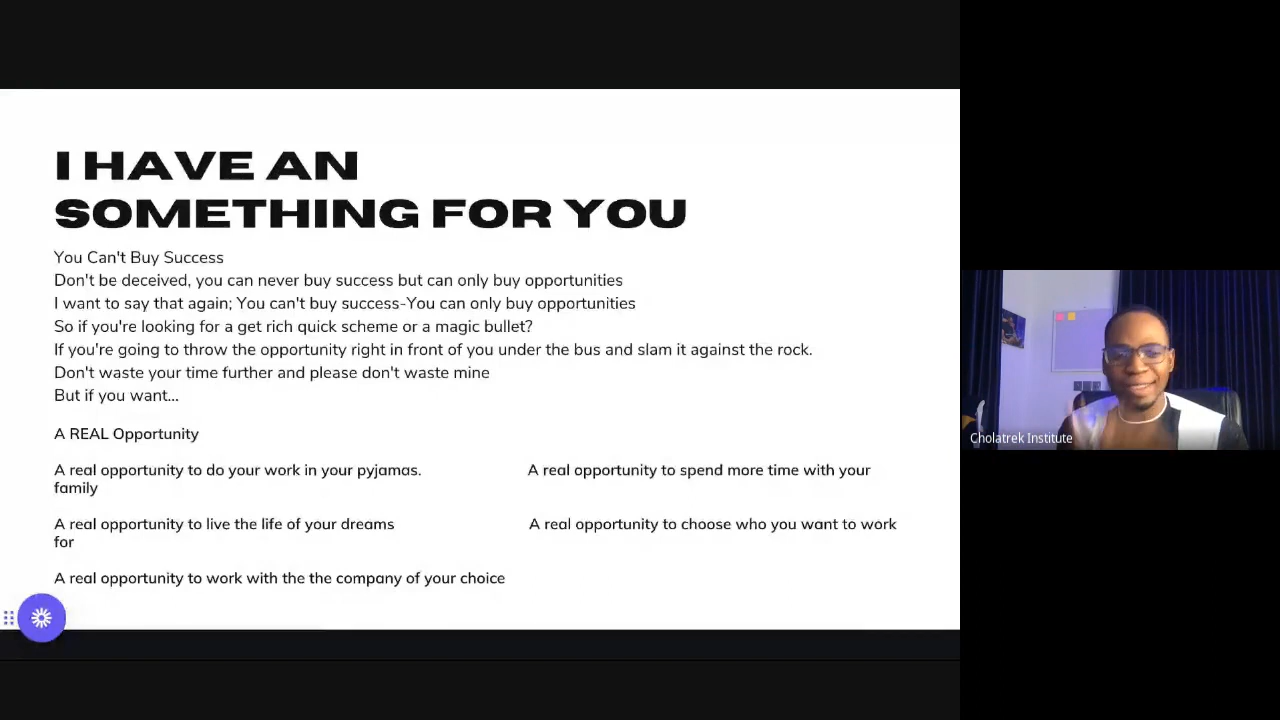 I HAVE AN
SOMETHING FOR YOU
You Can't Buy Success
Don't be deceived, you can never buy success but can only buy opportunities
I want to say that again; You can't buy success-You can only buy opportunities
So if you're looking for a get rich quick scheme or a magic bullet?
If you're going to throw the opportunity right in front of you under the bus and slam it against the rock.
Don't waste your time further and please don't waste mine
But if you want...
A REAL Opportunity
A real opportunity to do your work in your pyjamas. A real opportunity to spend more time with your
family
A real opportunity to live the life of your dreams A real opportunity to choose who you want to work
for
A real opportunity to work with the the company of your choice
Cholatrek Institute